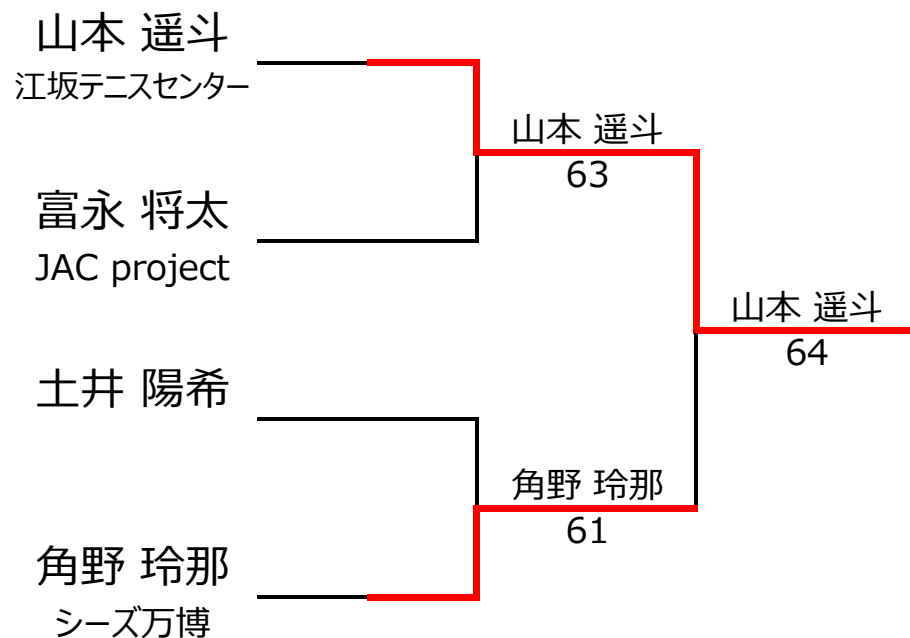 山本 遥斗
江坂テニスセンター
富永 将太
JAC project
土井 陽希
角野 玲那
シーズ万博
山本 遥斗
63
角野 玲那
61
山本 遥斗
64